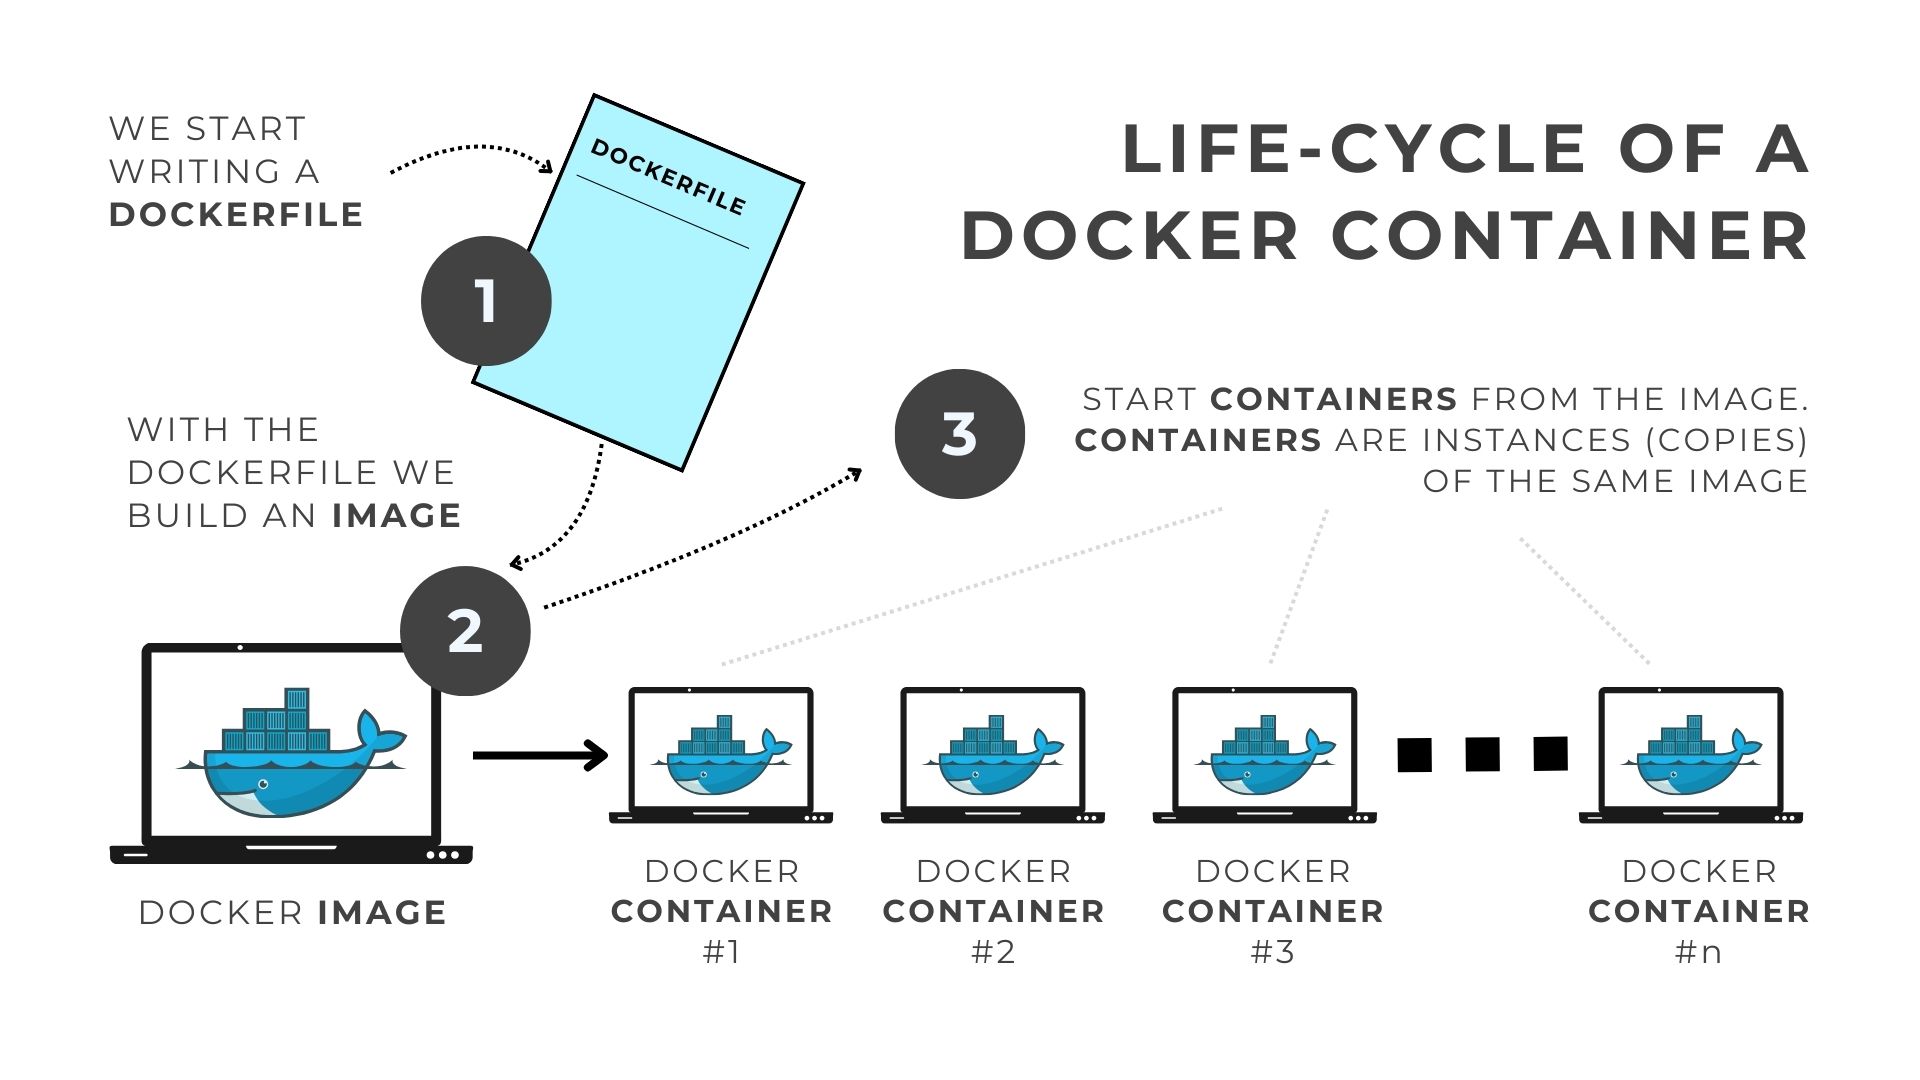 LIFE-CYCLE OF A
DOCKER CONTAINER
WE START
WRITING A
DOCKERFILE
DOCKERFILE
1
WITH THE
DOCKERFILE WE
BUILD AN IMAGE
2
3
START CONTAINERS FROM THE IMAGE.
CONTAINERS ARE INSTANCES (COPIES)
OF THE SAME IMAGE
DOCKER IMAGE
DOCKER
CONTAINER
#1
DOCKER
CONTAINER
#2
DOCKER
CONTAINER
#3
DOCKER
CONTAINER
#n